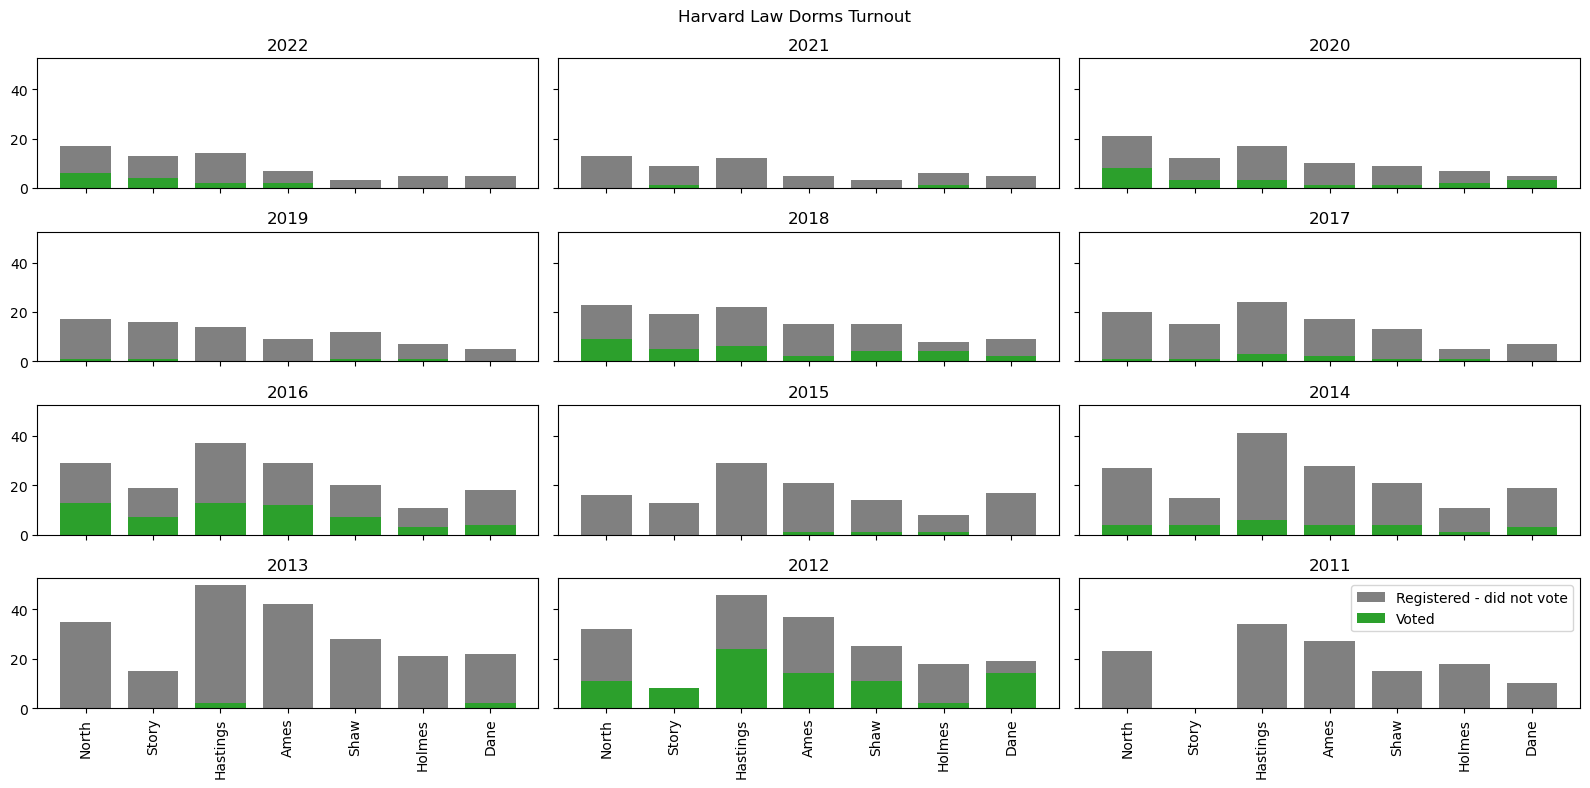 Harvard Law Dorms Turnout
2022
2021
2020
40
20
0
2019
2018
2017
40
20
0
2016
2015
2014
40
20
0
2013
2012
2011
40
20
0
Registered - did not vote
Voted
North
Story
Hastings
Ames
Shaw
Holmes
Dane
North
Story
Hastings
Ames
Shaw
Holmes
Dane
North
Story
Hastings
Ames
Shaw
Holmes
Dane